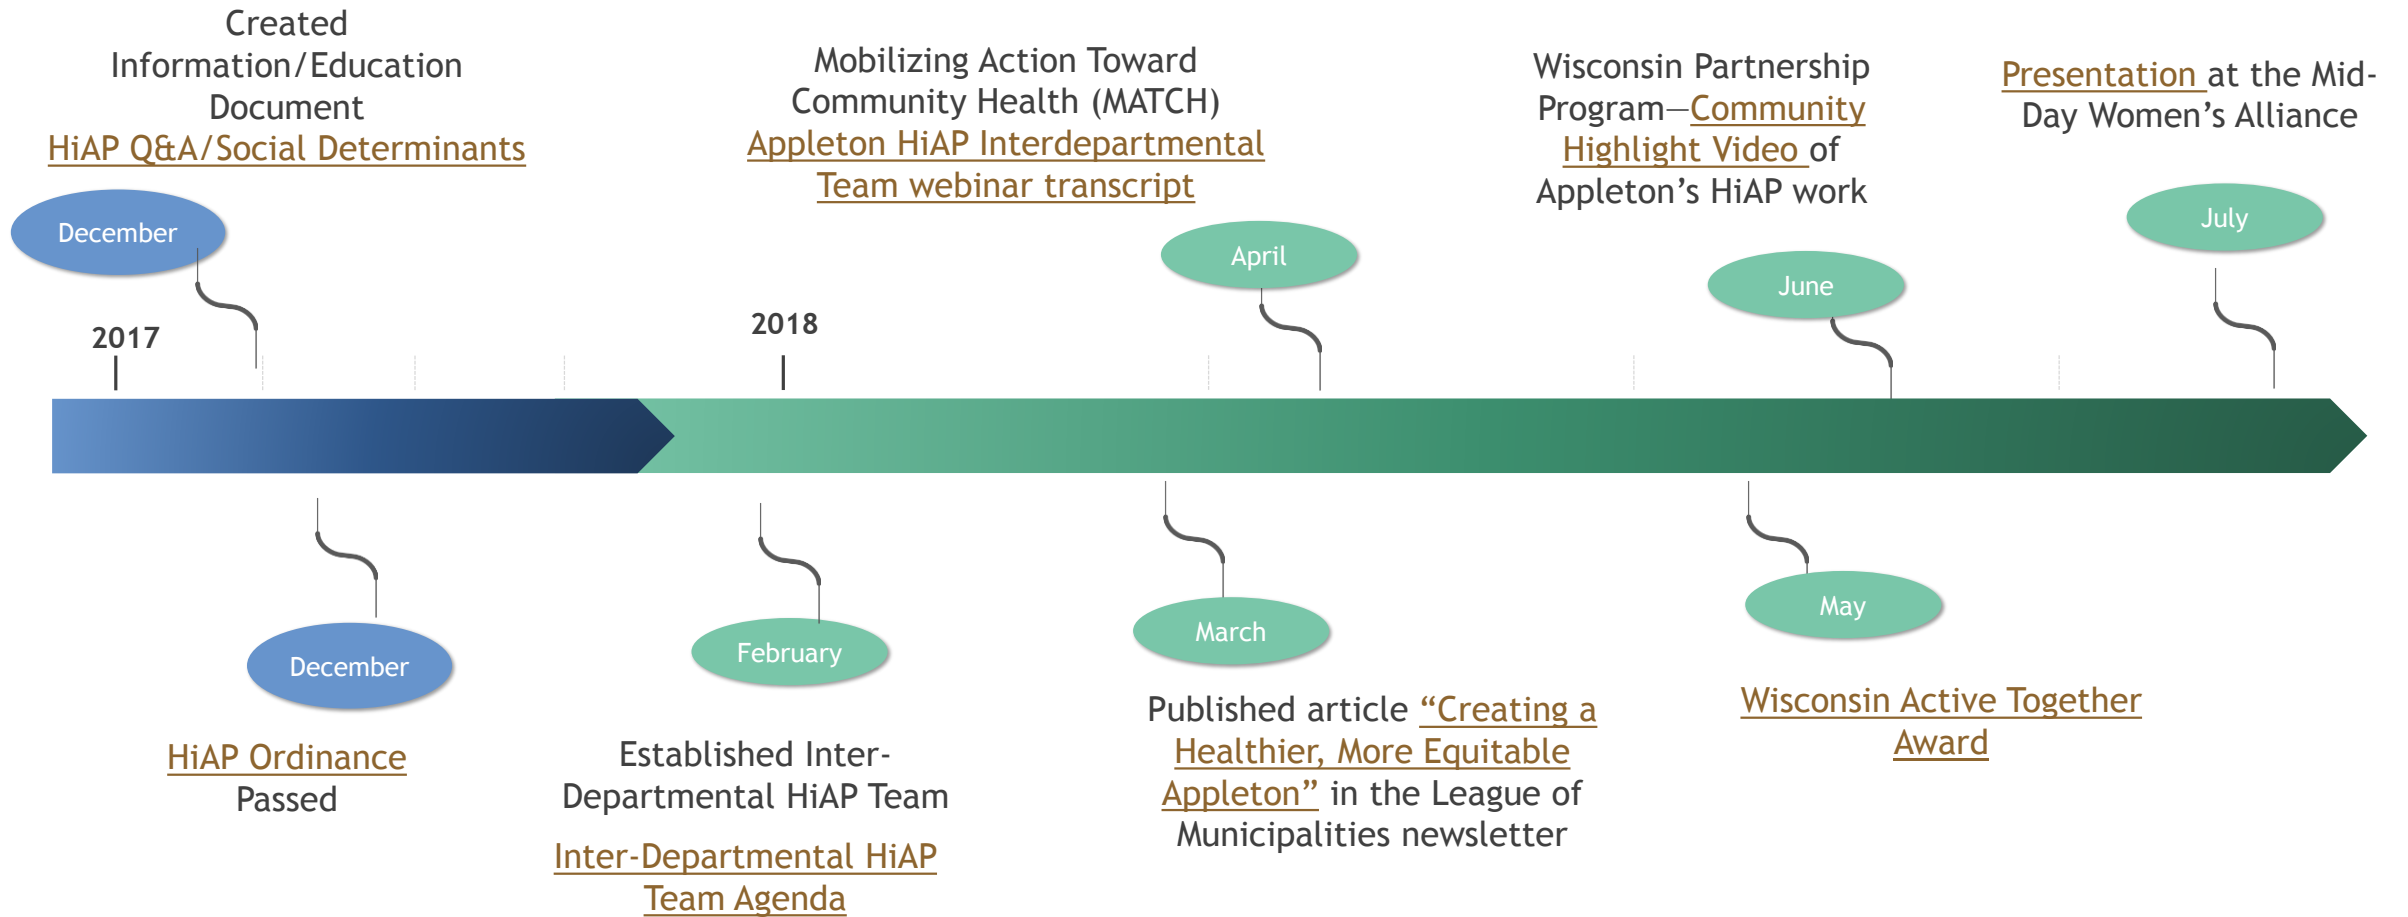 Created
Information/Education
Document
HiAP Q&A/Social Determinants
December
2017
Mobilizing Action Toward
Community Health (MATCH)
Appleton HiAP Interdepartmental
Team webinar transcript
April
2018
Wisconsin Partnership
Program—Community
Highlight Video of
Appleton’s HiAP work
June
Presentation at the Mid-
Day Women’s Alliance
July
December
HiAP Ordinance
Passed
February
Established Inter-
Departmental HiAP Team
Inter-Departmental HiAP
Team Agenda
March
Published article “Creating a
Healthier, More Equitable
Appleton” in the League of
Municipalities newsletter
May
Wisconsin Active Together
Award